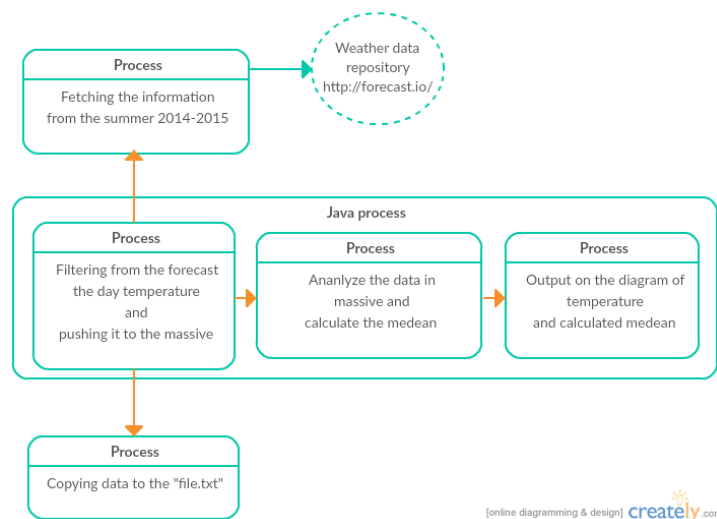 Weather data
repository
http://forecast.io/
Process
Fetching the information
from the summer 2014-2015
Java process
Process
Filtering from the forecast
the day temperature
and
pushing it to the massive
Process
Ananlyze the data in
massive and
calculate the medean
Process
Output on the diagram of
temperature
and calculated medean
Process
Copying data to the "file.txt"
[online diagramming & design] creately.com